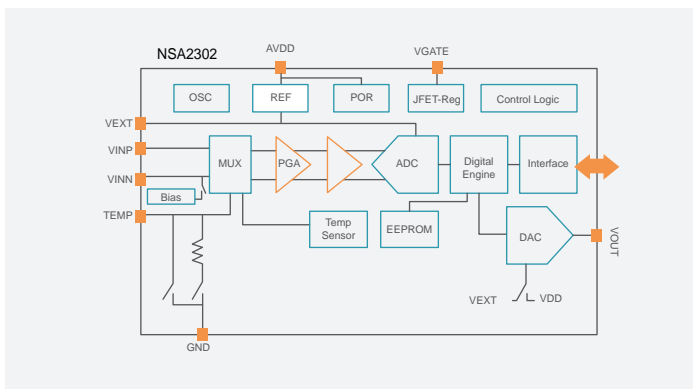 NSA2302
AVDD
VGATE
OSC
REF
POR
JFET-Reg
Control Logic
VEXT
VINP
VINN
TEMP
Bias
MUX
PGA
ADC
Digital
Engine
Interface
Temp
Sensor
EEPROM
DAC
VOUT
VEXT
VDD
GND